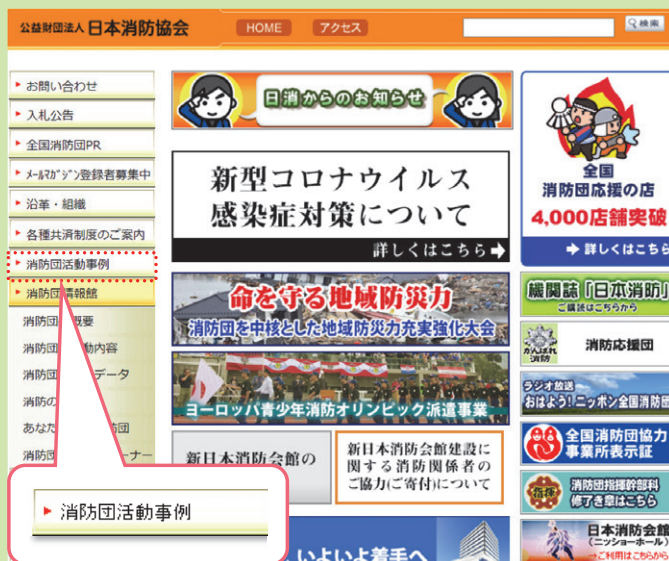 公益財団法人 日本消防協会
HOME
アクセス
検索
お問い合わせ
入札公告
全国消防団PR
メールマガジン登録者募集中
沿革・組織
各種共済制度のご案内
消防団活動事例
消防団情報館
消防団 概要
消防団 動内容
消防団 データ
消防の
あなた 防団
消防団 ーナー
消防団活動事例
日消からのお知らせ
新型コロナウイルス
感染症対策について
詳しくはこちら
命を守る地域防災力
消防団を中核とした地域防災力充実強化大会
ヨーロッパ青少年消防オリンピック派遣事業
新日本消防会館の
新日本消防会館建設に
関する消防関係者の
ご協力(ご寄付)について
いよいよ着手へ
全国
消防団応援の店
4,000店舗突破
詳しくはこちら
機関誌「日本消防」
ご購読はこちらから
がんばれ
消防
消防応援団
ラジオ放送
おはよう!ニッポン全国消防団
全国消防団協力
事業所表示証
指揮
消防団指揮幹部科
修了き章はこちら
日本消防会館
(ニッショーホール)
→ご利用はこちらから